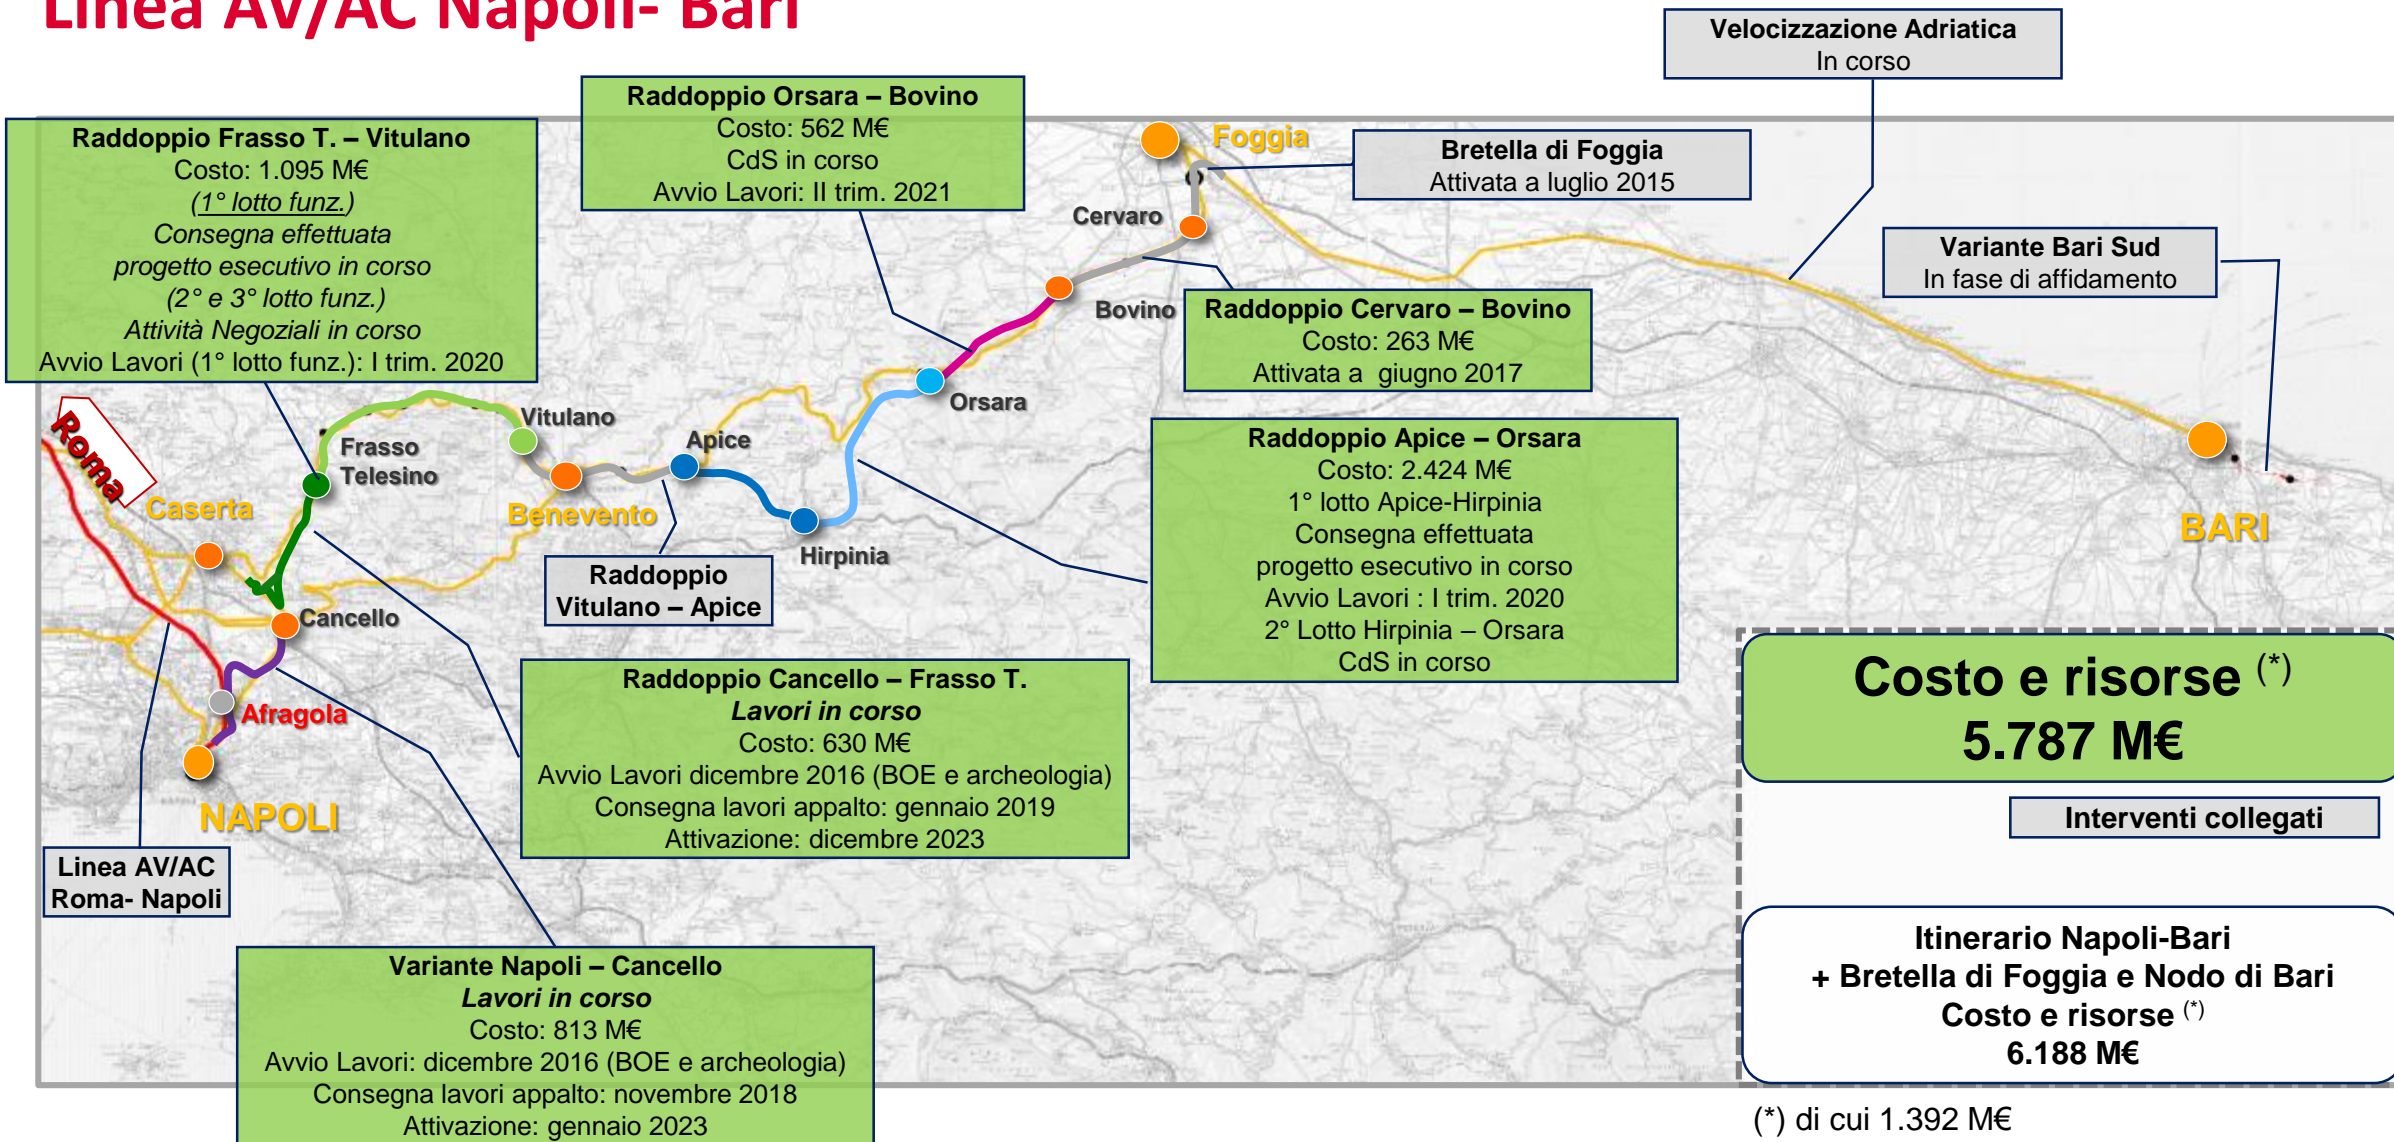 Linea AV/AC Napoli- Bari
Velocizzazione Adriatica
In corso
Raddoppio Orsara – Bovino
Costo: 562 M€
CdS in corso
Avvio Lavori: II trim. 2021
Raddoppio Frasso T. – Vitulano
Costo: 1.095 M€
(1° lotto funz.)
Consegna effettuata
progetto esecutivo in corso
(2° e 3° lotto funz.)
Attività Negoziali in corso
Avvio Lavori (1° lotto funz.): I trim. 2020
Foggia
Bretella di Foggia
Attivata a luglio 2015
Cervaro
Variante Bari Sud
In fase di affidamento
Bovino
Raddoppio Cervaro – Bovino
Costo: 263 M€
Attivata a giugno 2017
Orsara
Roma
Vitulano
Frasso
Telesino
Apice
Caserta
Benevento
Hirpinia
Raddoppio Apice – Orsara
Costo: 2.424 M€
1° lotto Apice-Hirpinia
Consegna effettuata
progetto esecutivo in corso
Avvio Lavori : I trim. 2020
2° Lotto Hirpinia – Orsara
CdS in corso
BARI
Raddoppio
Vitulano – Apice
Cancello
Afragola
NAPOLI
Raddoppio Cancello – Frasso T.
Lavori in corso
Costo: 630 M€
Avvio Lavori dicembre 2016 (BOE e archeologia)
Consegna lavori appalto: gennaio 2019
Attivazione: dicembre 2023
Linea AV/AC
Roma- Napoli
Variante Napoli – Cancello
Lavori in corso
Costo: 813 M€
Avvio Lavori: dicembre 2016 (BOE e archeologia)
Consegna lavori appalto: novembre 2018
Attivazione: gennaio 2023
Costo e risorse (*)
5.787 M€
Interventi collegati
Itinerario Napoli-Bari
+ Bretella di Foggia e Nodo di Bari
Costo e risorse (*)
6.188 M€
(*) di cui 1.392 M€